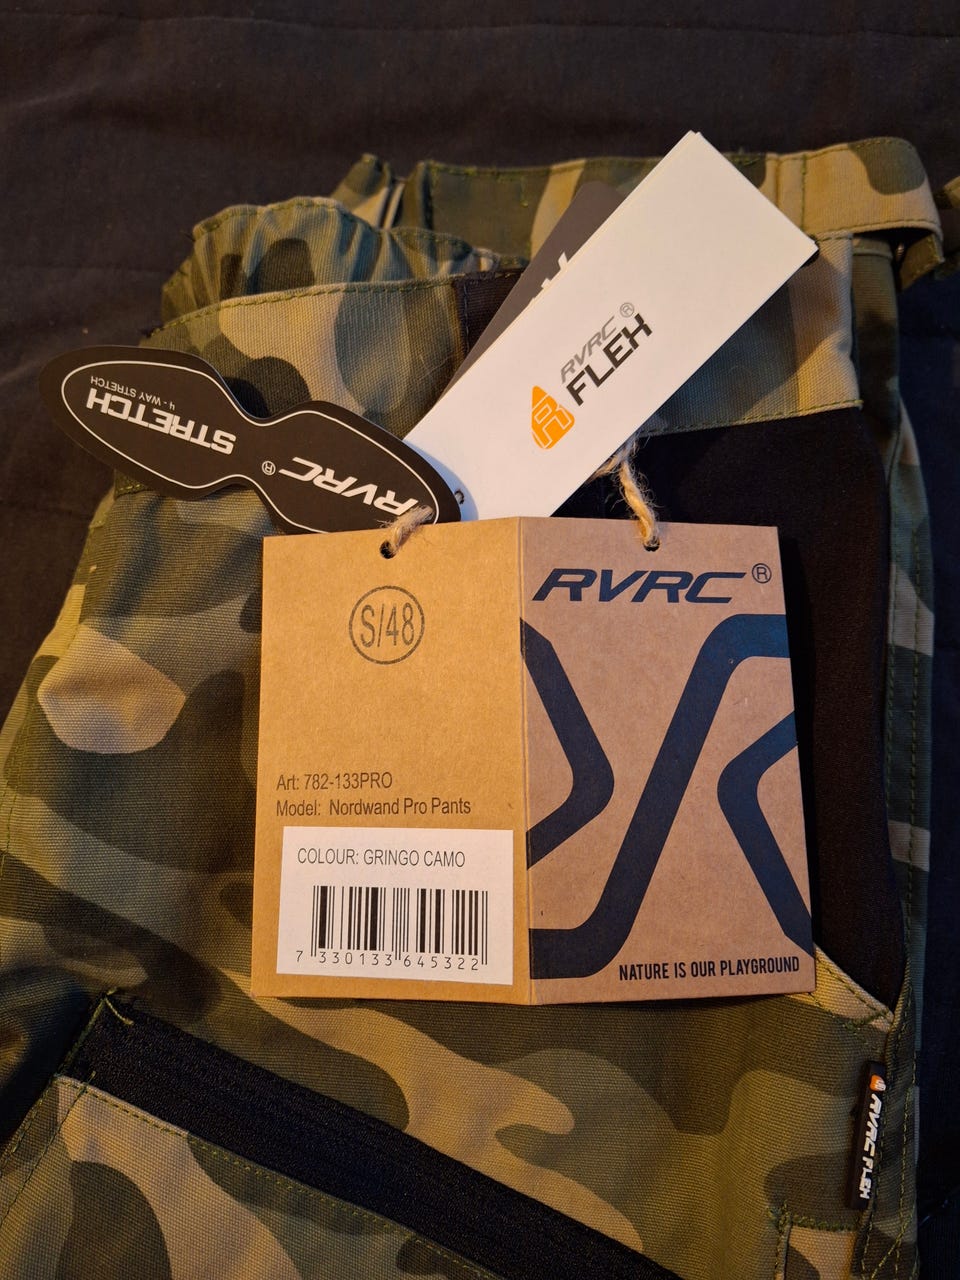 RVRC ®
FLEX
STRETCH
4 - WAY STRETCH
RVRC ®
S/48
Art: 782-133PRO
Model: Nordwand Pro Pants
COLOUR: GRINGO CAMO
7 330133 645322
RVRC ®
NATURE IS OUR PLAYGROUND
RVRC FLEX